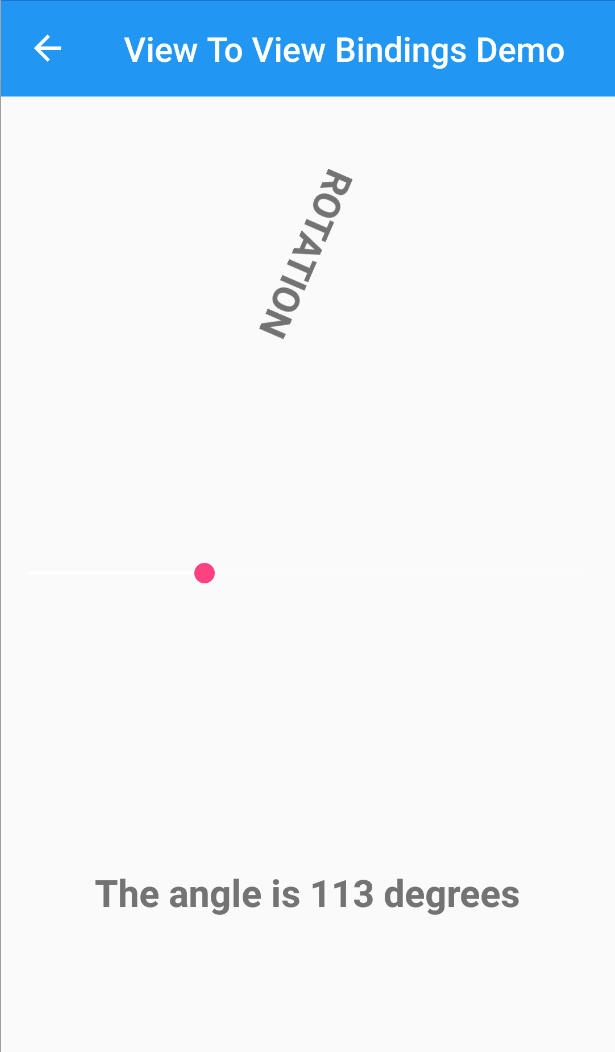 View To View Bindings Demo
ROTATION
The angle is 113 degrees